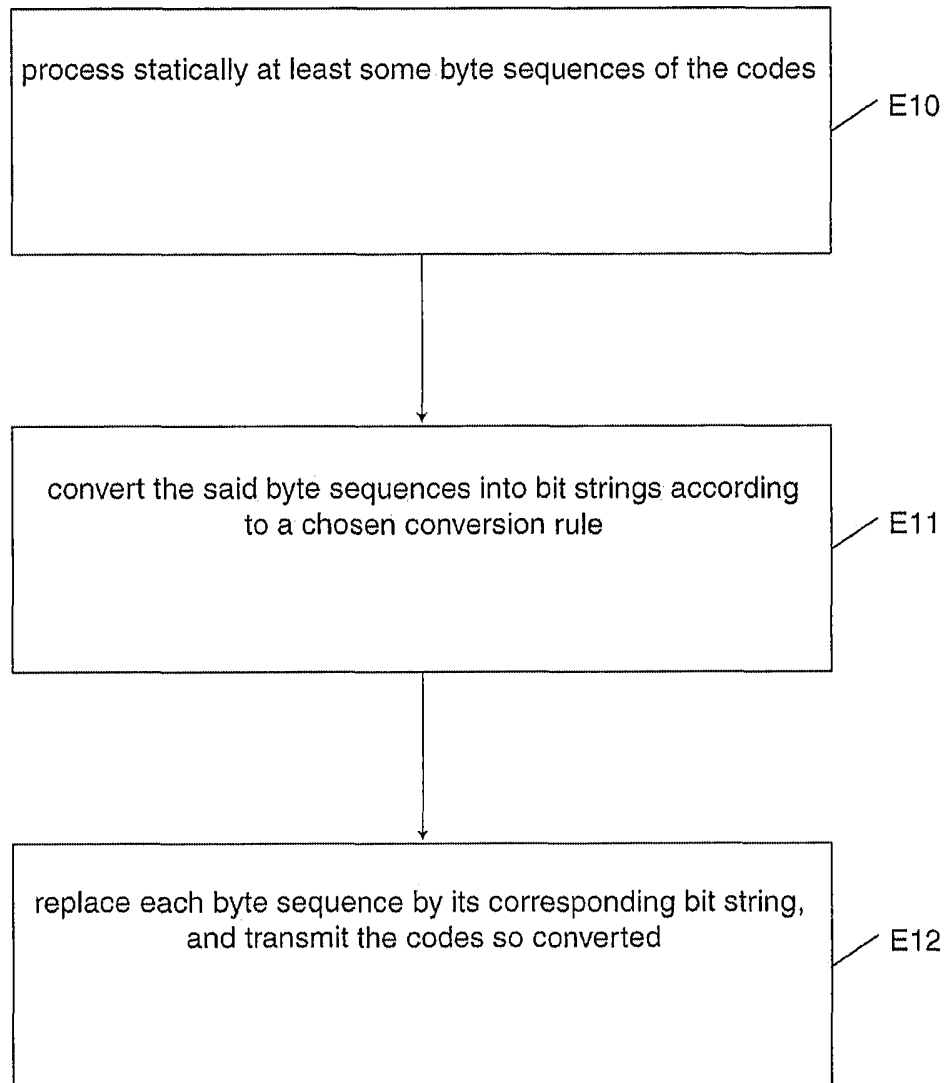 process statically at least some byte sequences of the codes
E10
convert the said byte sequences into bit strings according
to a chosen conversion rule
E11
replace each byte sequence by its corresponding bit string,
and transmit the codes so converted
E12